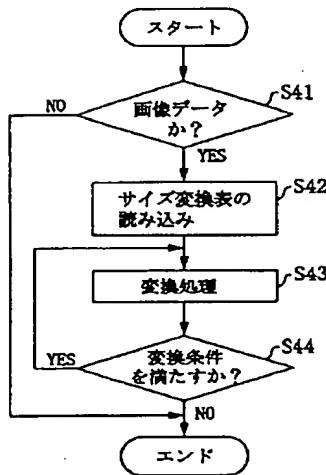 スタート
S41
NO
画像データ
か？
YES
S42
サイズ変換表の
読み込み
S43
変換処理
S44
YES
変換条件
を満たすか？
NO
エンド